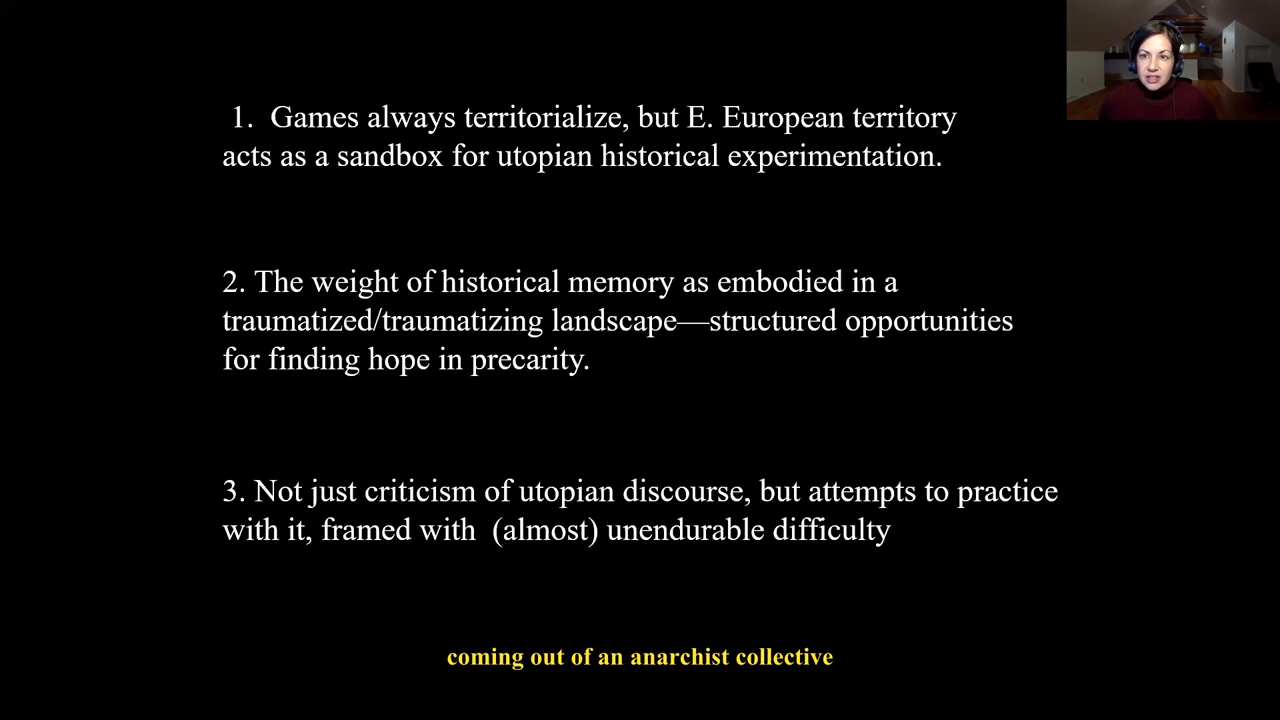 1. Games always territorialize, but E. European territory
acts as a sandbox for utopian historical experimentation.
2. The weight of historical memory as embodied in a
traumatized/traumatizing landscape—structured opportunities
for finding hope in precarity.
3. Not just criticism of utopian discourse, but attempts to practice
with it, framed with (almost) unendurable difficulty
coming out of an anarchist collective